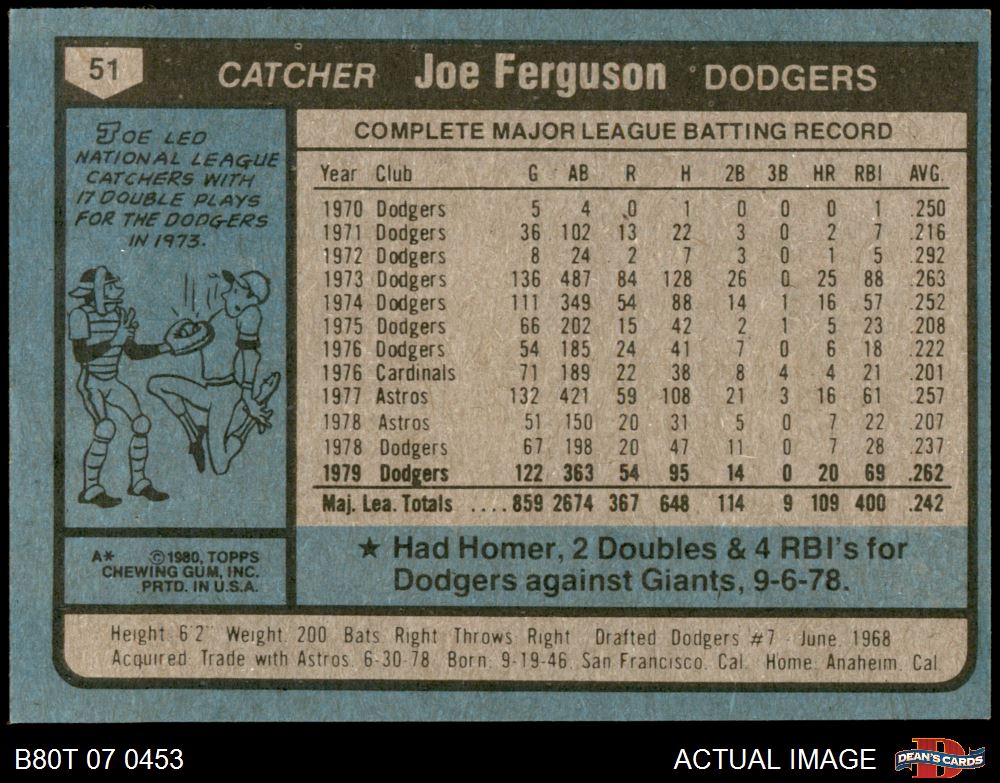 51
CATCHER Joe Ferguson DODGERS
JOE LED
NATIONAL LEAGUE
CATCHERS WITH
17 DOUBLE PLAYS
FOR THE DODGERS
IN 1973.
COMPLETE MAJOR LEAGUE BATTING RECORD
Year Club G AB R H 2B 3B HR RBI AVG.
1970 Dodgers 5 4 0 1 0 0 0 1 .250
1971 Dodgers 36 102 13 22 3 0 2 7 .216
1972 Dodgers 8 24 2 7 3 0 1 5 .292
1973 Dodgers 136 487 84 128 26 0 25 88 .263
1974 Dodgers 111 349 54 88 14 1 16 57 .252
1975 Dodgers 66 202 15 42 2 1 5 23 .208
1976 Dodgers 54 185 24 41 7 0 6 18 .222
1976 Cardinals 71 189 22 38 8 4 4 21 .201
1977 Astros 132 421 59 108 21 3 16 61 .257
1978 Astros 51 150 20 31 5 0 7 22 .207
1978 Dodgers 67 198 20 47 11 0 7 28 .237
1979 Dodgers 122 363 54 95 14 0 20 69 .262
Maj. Lea. Totals ....859 2674 367 648 114 9 109 400 .242
★ Had Homer, 2 Doubles & 4 RBI's for
Dodgers against Giants, 9-6-78.
A* ©1980, TOPPS
CHEWING GUM, INC.
PRTD. IN U.S.A.
Height: 6'2" Weight: 200 Bats: Right Throws: Right Drafted: Dodgers #7 - June, 1968
Acquired: Trade with Astros, 6-30-78 Born: 9-19-46, San Francisco, Cal. Home: Anaheim, Cal.
B80T 07 0453
ACTUAL IMAGE
D
DEAN'S CARDS